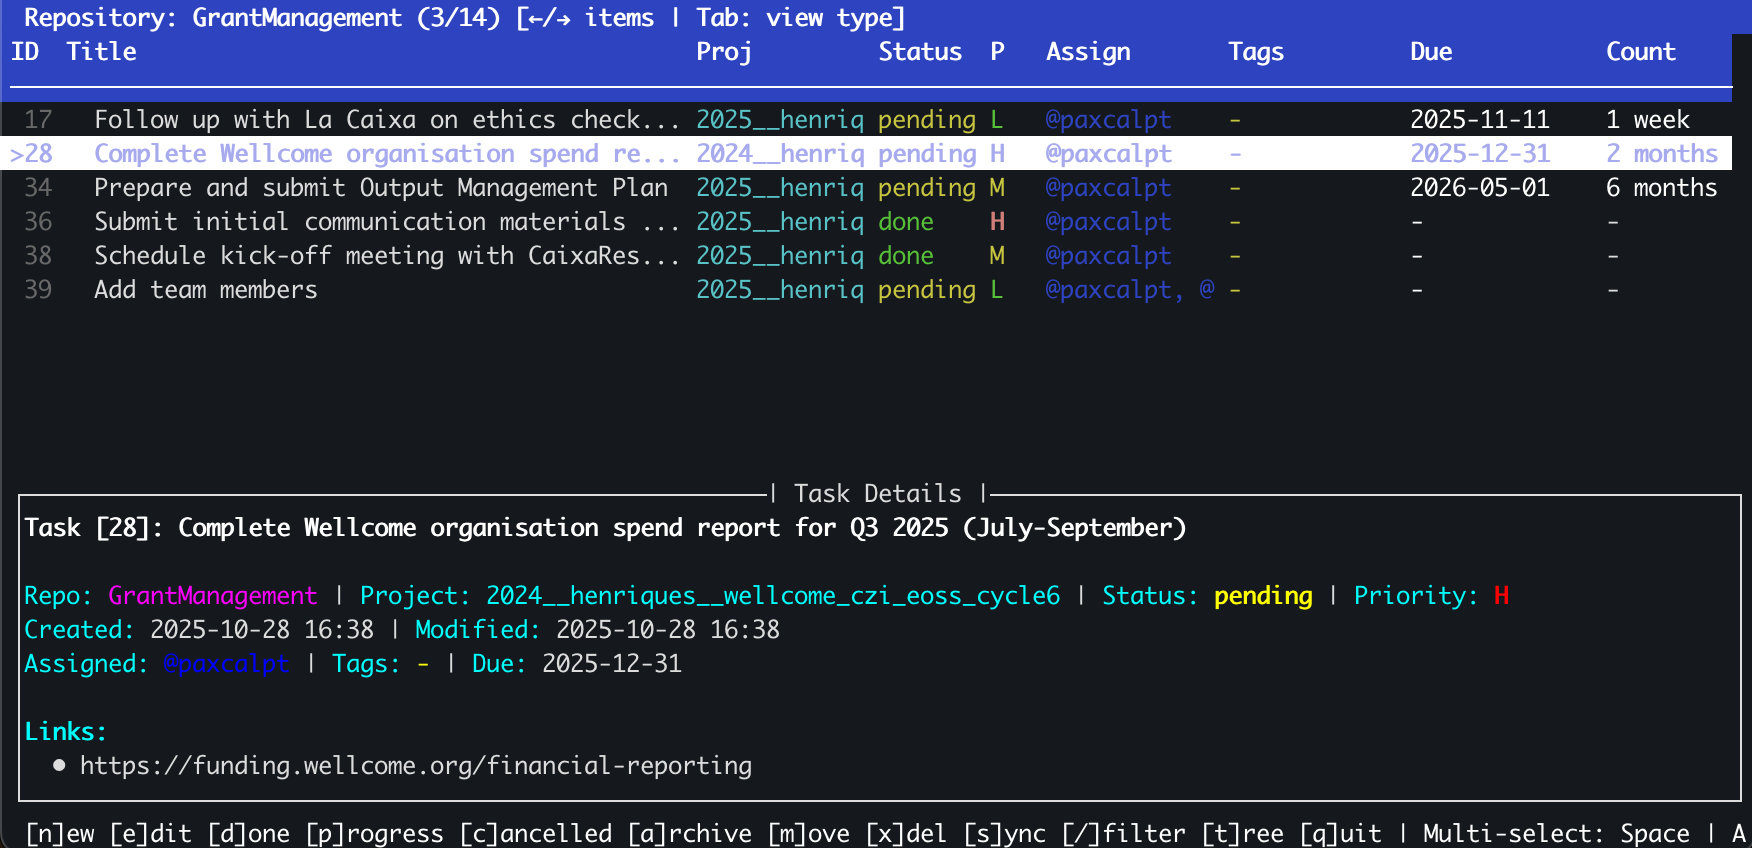 Repository: GrantManagement (3/14) [←/→ items | Tab: view type]
ID Title Proj Status P Assign Tags Due Count
17 Follow up with La Caixa on ethics check... 2025__henriq pending L @paxcalpt - 2025-11-11 1 week
>28 Complete Wellcome organisation spend re... 2024__henriq pending H @paxcalpt - 2025-12-31 2 months
34 Prepare and submit Output Management Plan 2025__henriq pending M @paxcalpt - 2026-05-01 6 months
36 Submit initial communication materials ... 2025__henriq done H @paxcalpt - - -
38 Schedule kick-off meeting with CaixaRes... 2025__henriq done M @paxcalpt - - -
39 Add team members 2025__henriq pending L @paxcalpt, @ - - -
| Task Details |
Task [28]: Complete Wellcome organisation spend report for Q3 2025 (July-September)
Repo: GrantManagement | Project: 2024__henriques__wellcome_czi_eoss_cycle6 | Status: pending | Priority: H
Created: 2025-10-28 16:38 | Modified: 2025-10-28 16:38
Assigned: @paxcalpt | Tags: - | Due: 2025-12-31
Links:
● https://funding.wellcome.org/financial-reporting
[n]ew [e]dit [d]one [p]rogress [c]ancelled [a]rchive [m]ove [x]del [s]ync [/]filter [t]ree [q]uit | Multi-select: Space | A